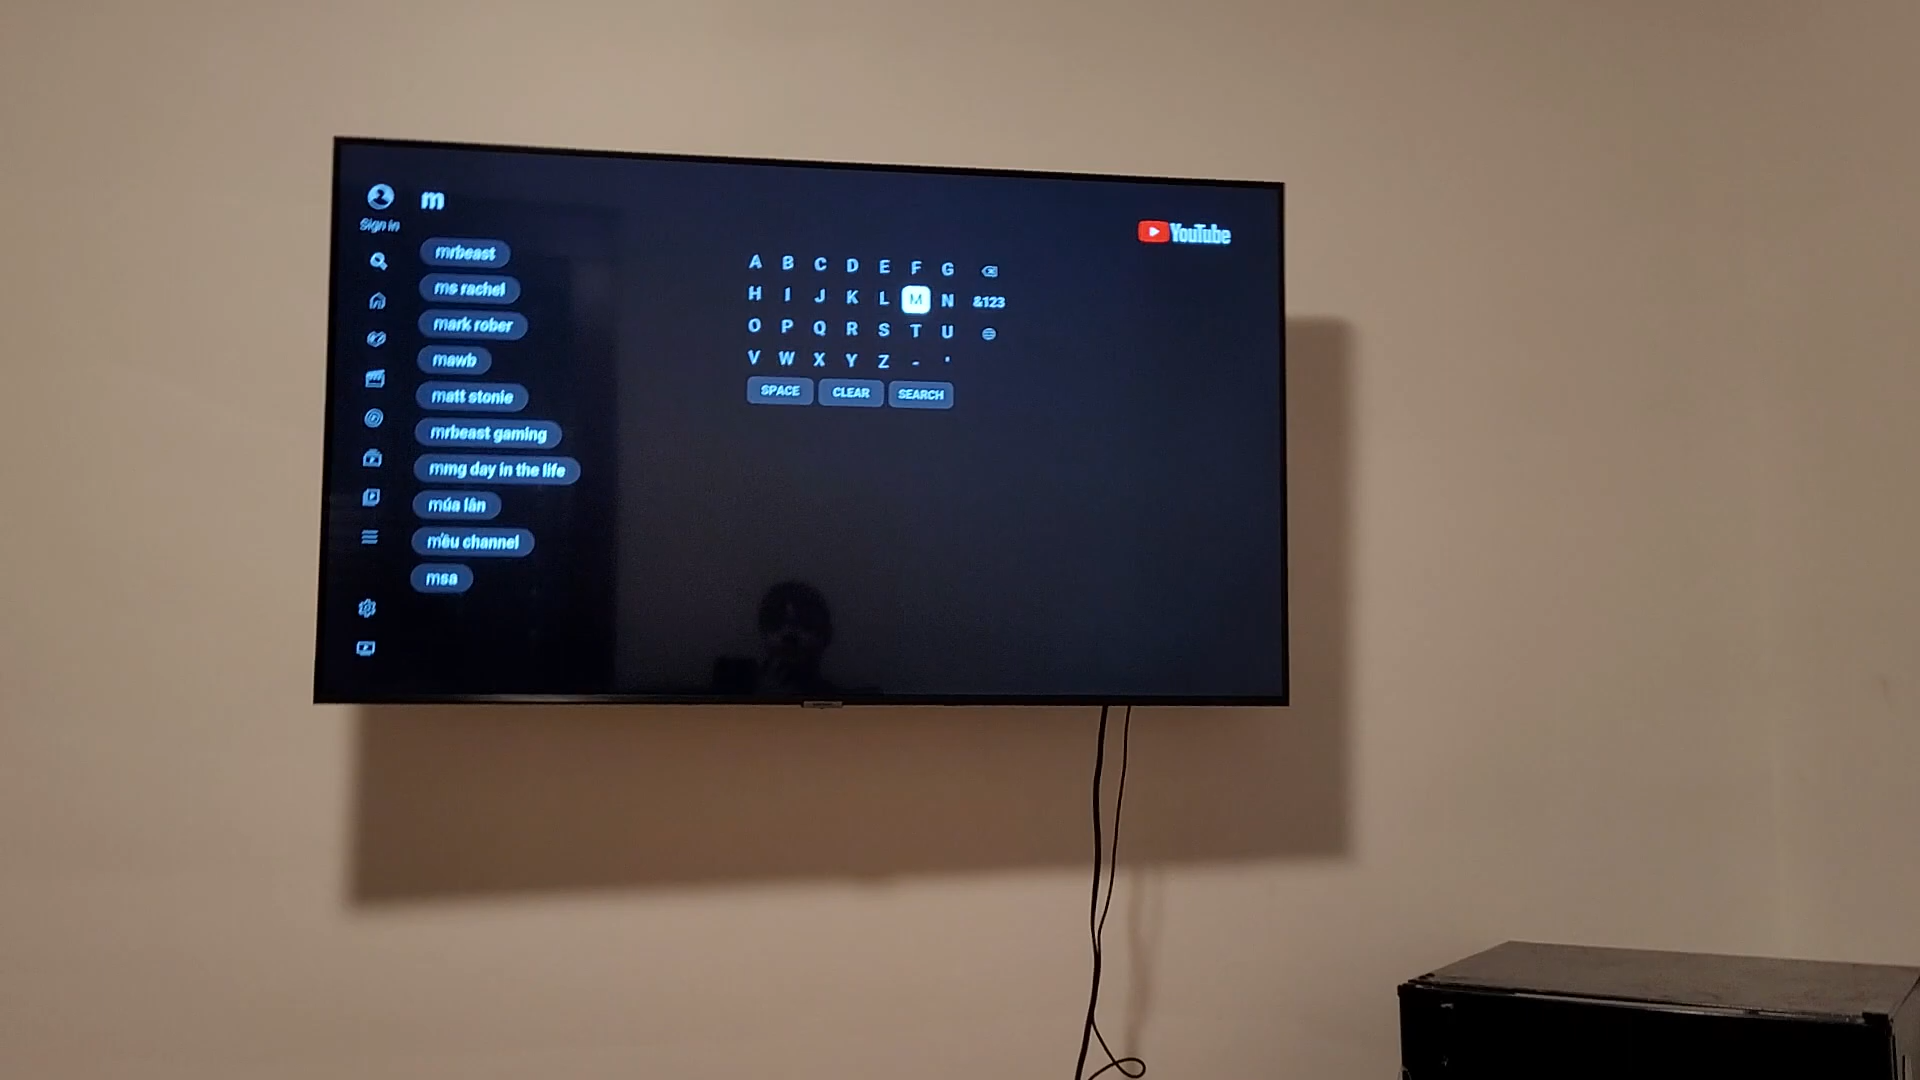 m
Sign in
YouTube
mrbeast
ms rachel
mark rober
mawb
matt stonie
mrbeast gaming
mmg day in the life
múa lân
mều channel
msa
A B C D E F G
H I J K L M N &123
O P Q R S T U
V W X Y Z - '
SPACE CLEAR SEARCH